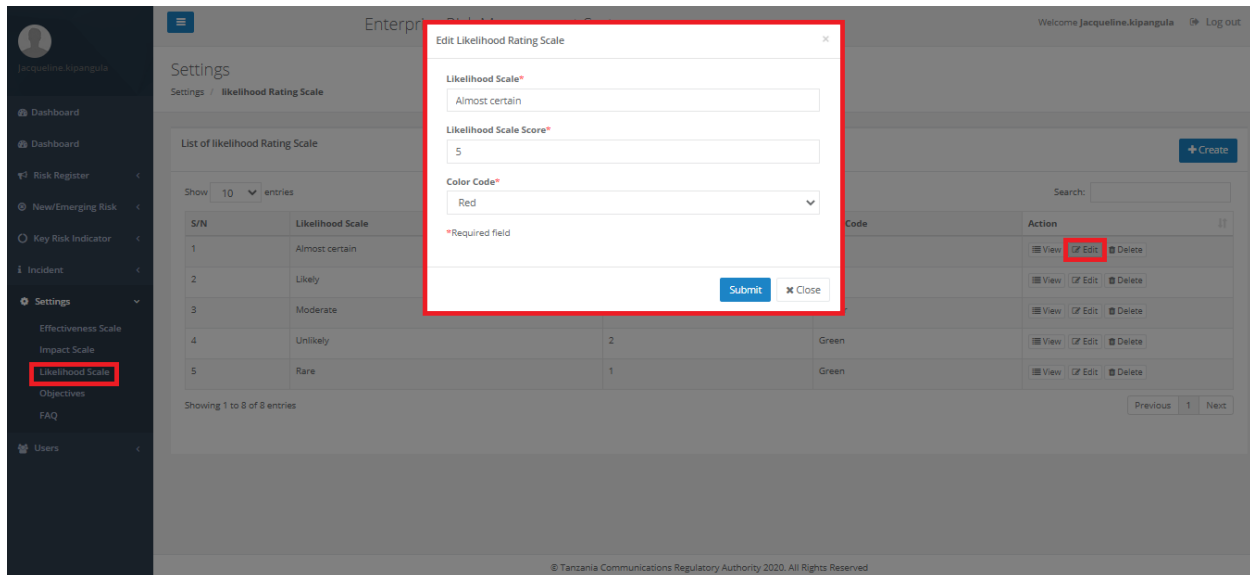 Enterpr
Welcome Jacqueline.kipangula Log out
Jacqueline.kipangula
Dashboard
Dashboard
Risk Register
New/Emerging Risk
Key Risk Indicator
Incident
Settings
Effectiveness Scale
Impact Scale
Likelihood Scale
Objectives
FAQ
Users
Settings
Settings / likelihood Rating Scale
List of likelihood Rating Scale
+ Create
Show 10 entries
Search:
S/N Likelihood Scale Code Action
1 Almost certain View Edit Delete
2 Likely View Edit Delete
3 Moderate View Edit Delete
4 Unlikely 2 Green View Edit Delete
5 Rare 1 Green View Edit Delete
Showing 1 to 8 of 8 entries
Previous 1 Next
Edit Likelihood Rating Scale ×
Likelihood Scale*
Almost certain
Likelihood Scale Score*
5
Color Code*
Red
*Required field
Submit × Close
© Tanzania Communications Regulatory Authority 2020. All Rights Reserved